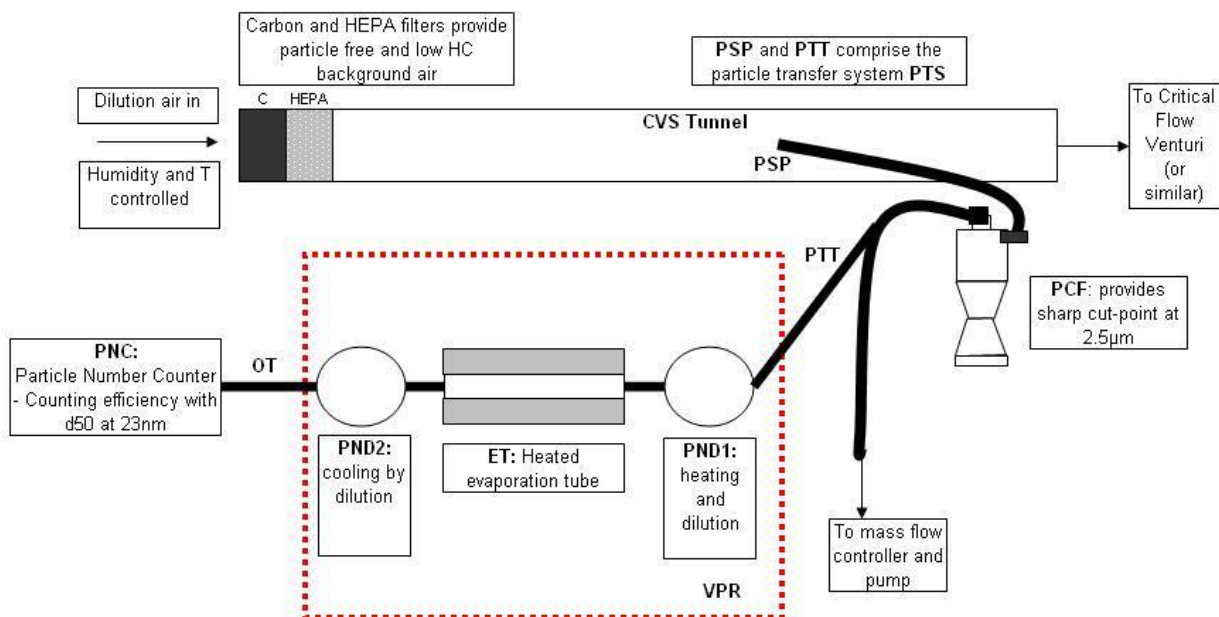 Carbon and HEPA filters provide
particle free and low HC
background air
PSP and PTT comprise the
particle transfer system PTS
Dilution air in
C HEPA
To Critical
Flow
Venturi
(or
similar)
CVS Tunnel
PSP
Humidity and T
controlled
PTT
PCF: provides
sharp cut-point at
2.5µm
PNC:
Particle Number Counter
- Counting efficiency with
d50 at 23nm
OT
PND2:
cooling by
dilution
ET: Heated
evaporation tube
PND1:
heating
and
dilution
To mass flow
controller and
pump
VPR